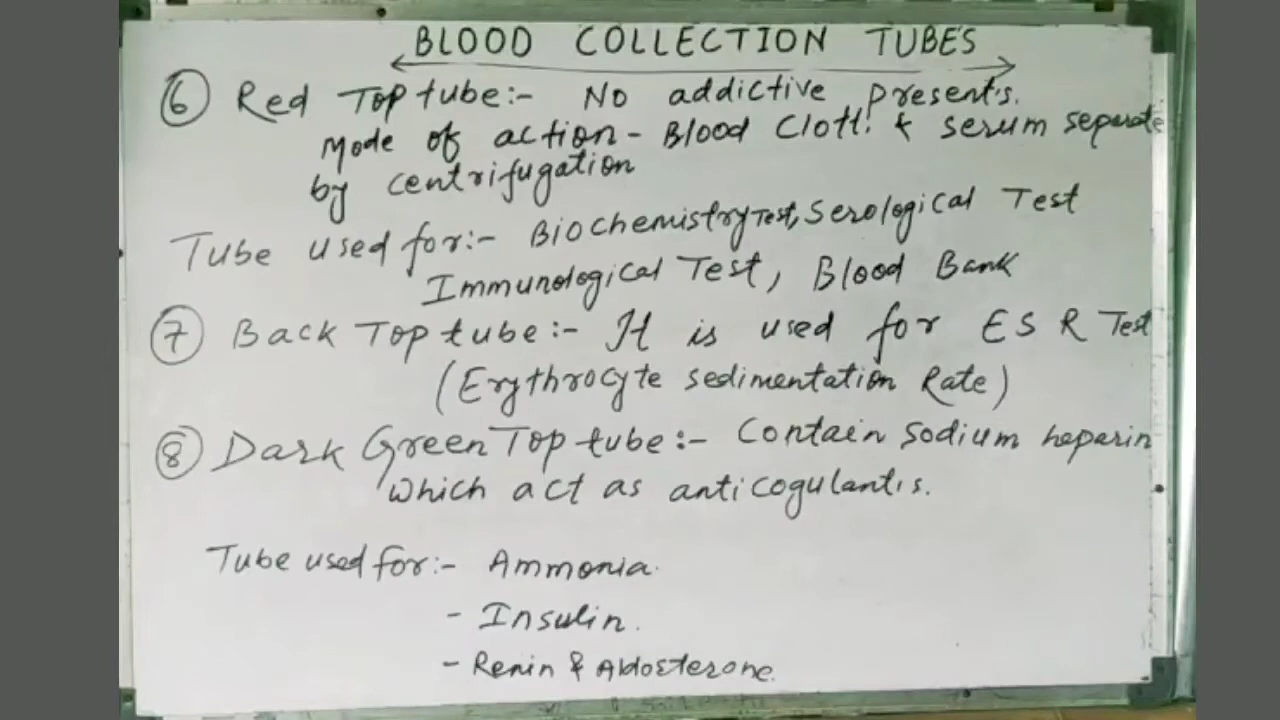 BLOOD COLLECTION TUBES
⑥ Red Top tube:- No addictive present's.
Mode of action - Blood Clott. & serum seperate
by centrifugation
Tube used for:- Biochemistry Test, Serological Test
Immunological Test, Blood Bank
⑦ Back Top tube:- It is used for ESR Test
(Erythrocyte sedimentation Rate)
⑧ Dark Green Top tube:- Contain Sodium heparin
which act as anticogulant's.
Tube used for:- Ammonia.
- Insulin.
- Renin & Aldosterone.